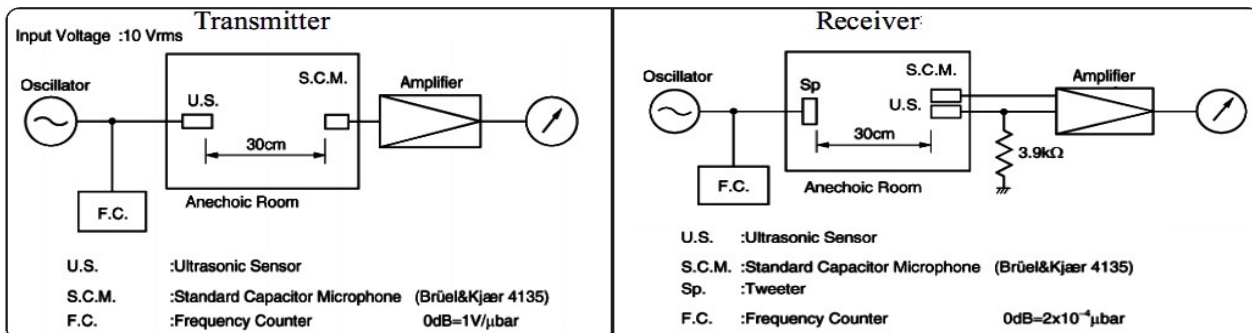 Transmitter
Input Voltage :10 Vrms
Oscillator
U.S.
S.C.M.
Amplifier
30cm
F.C.
Anechoic Room
U.S. :Ultrasonic Sensor
S.C.M. :Standard Capacitor Microphone (Brüel&Kjær 4135)
F.C. :Frequency Counter 0dB=1V/μbar
Receiver:
Oscillator
Sp
S.C.M.
U.S.
Amplifier
30cm
3.9kΩ
F.C.
Anechoic Room
U.S. :Ultrasonic Sensor
S.C.M. :Standard Capacitor Microphone (Brüel&Kjær 4135)
Sp. :Tweeter
F.C. :Frequency Counter 0dB=2x10⁻⁴μbar